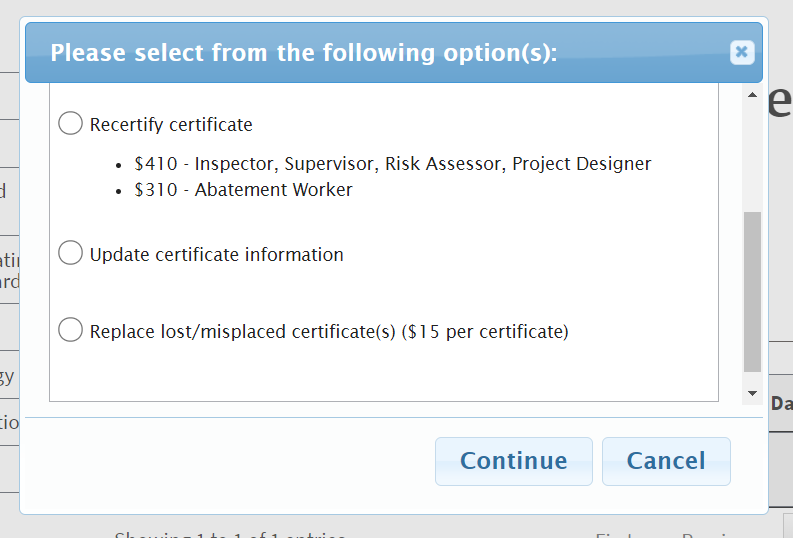 Please select from the following option(s):
Recertify certificate
• $410 - Inspector, Supervisor, Risk Assessor, Project Designer
• $310 - Abatement Worker
Update certificate information
Replace lost/misplaced certificate(s) ($15 per certificate)
Continue Cancel